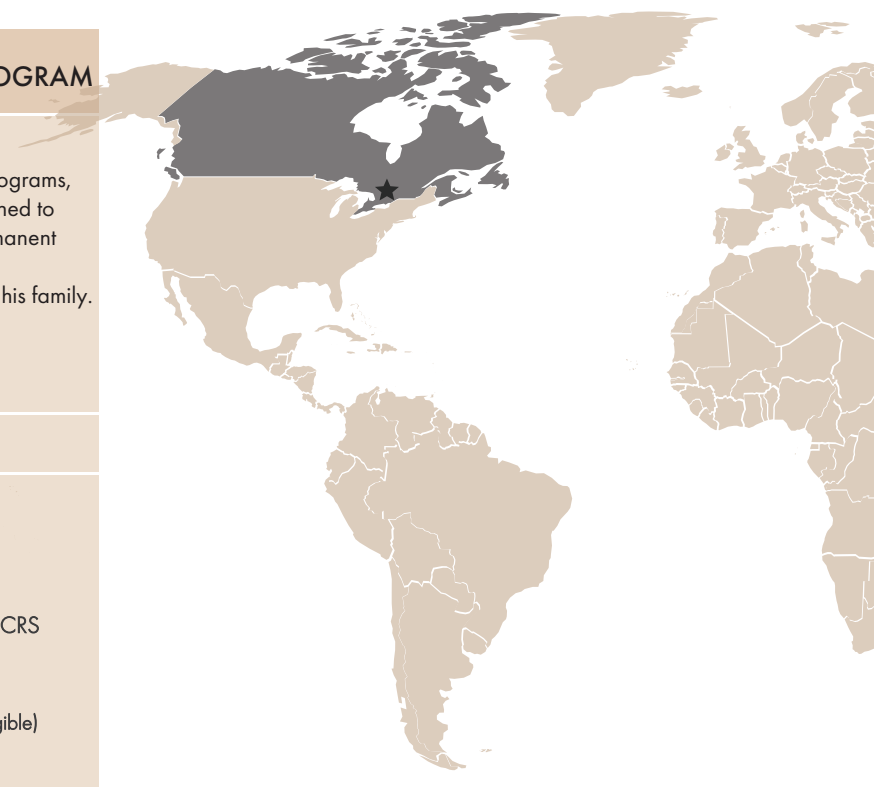 OGRAM
ograms,
ned to
manent
his family.
CRS
gible)